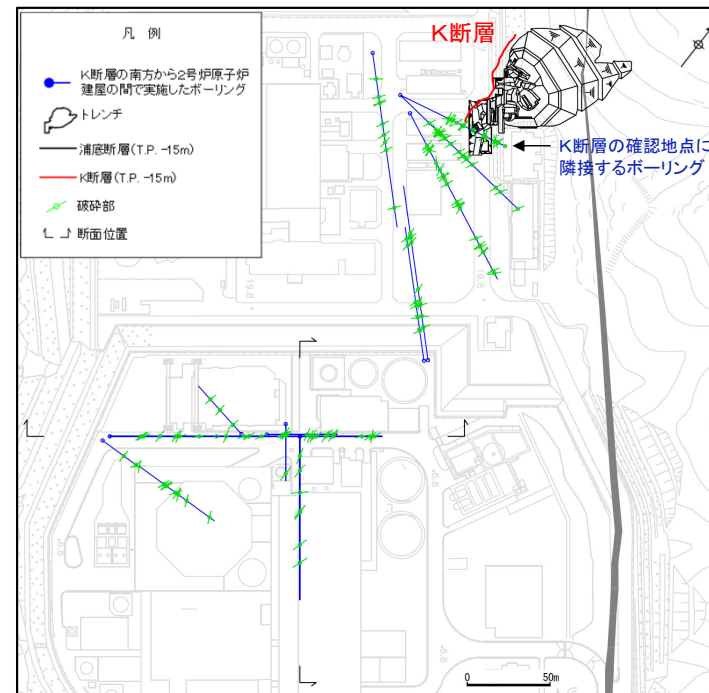 凡 例
K断層の南方から2号炉原子炉
建屋の間で実施したボーリング
トレンチ
浦底断層(T.P. -15m)
K断層(T.P. -15m)
破砕部
断面位置
K断層
K断層の確認地点に
隣接するボーリング
0 50m